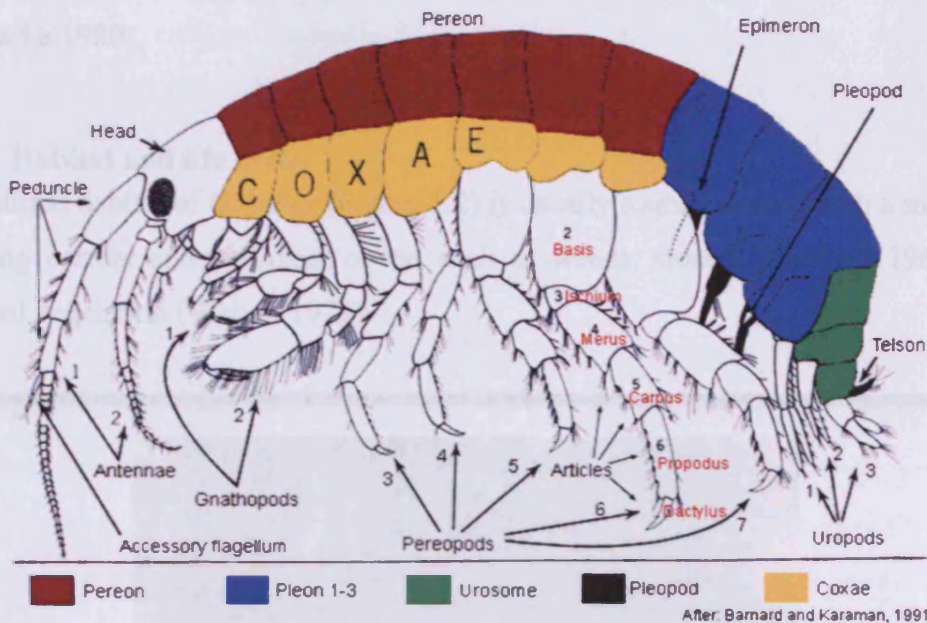 Pereon
Epimeron
Pleopod
Head
Peduncle
C O X A E
2
Basis
3 Ischium
4
Merus
5
Carpus
6
Propodus
Dactylus
Telson
1
2
Antennae
1
2
Gnathopods
Accessory flagellum
3
4
5
6
7
Pereopods
Articles
1
2
3
Uropods
Pereon
Pleon 1-3
Urosome
Pleopod
Coxae
After: Barnard and Karaman, 1991